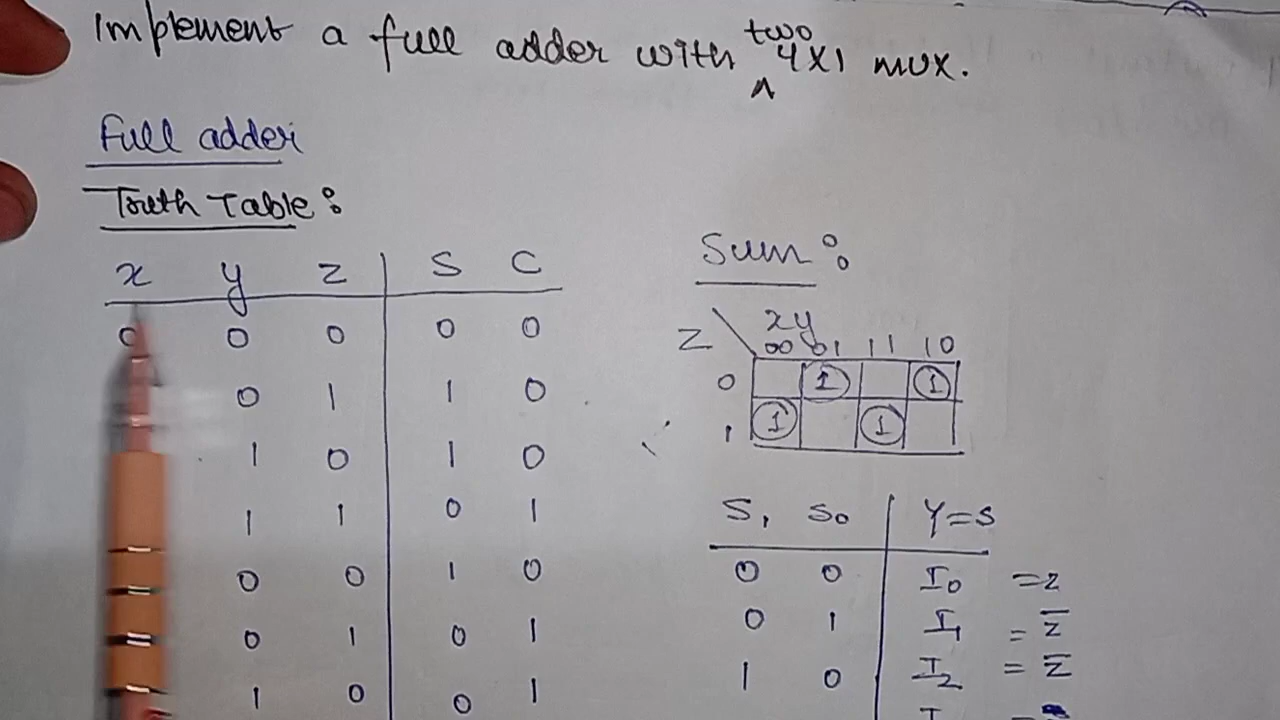 Implement a full adder with two 4X1 mux.
Full adder
Truth Table:
x y z S C
0 0 0 0 0
0 1 1 0
1 0 1 0
1 1 0 1
0 0 1 0
0 1 0 1
1 0 0 1
Sum:
xy
Z 00 01 11 10
0 1 1
1 1 1
S1 S0 Y=S
0 0 I0 =z
0 1 I1 = z̅
1 0 I2 = z̅